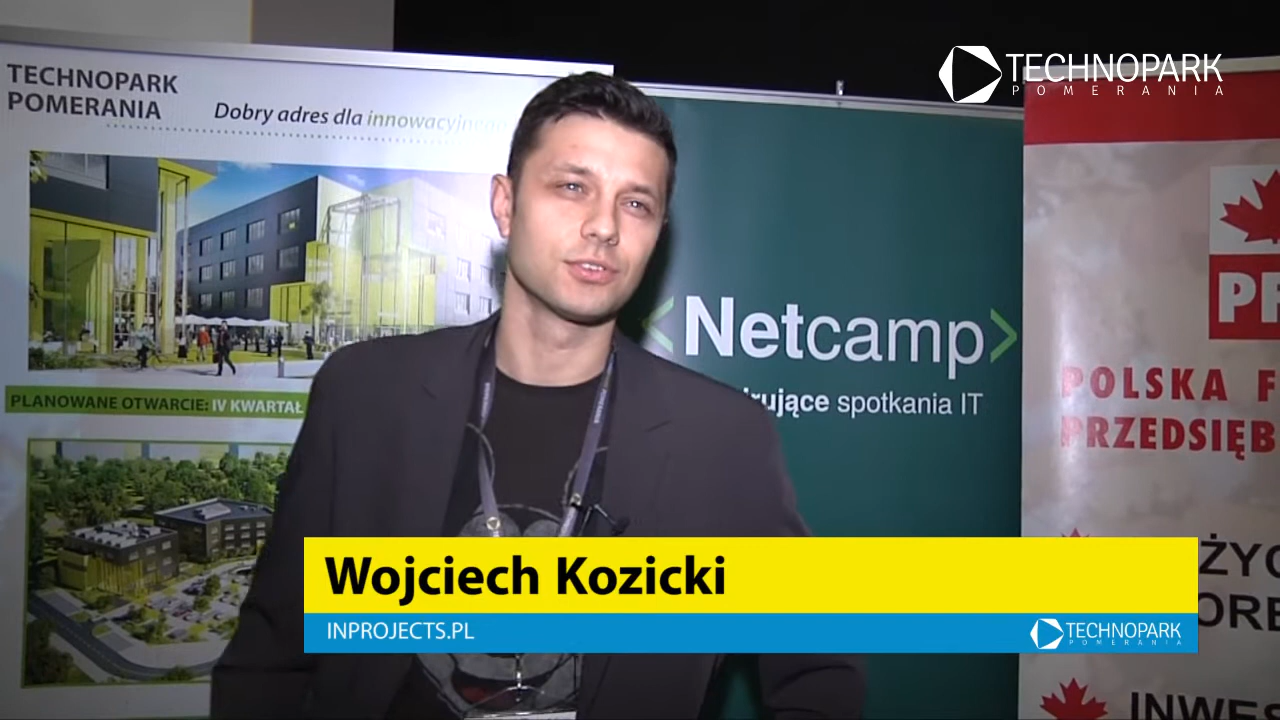 TECHNOPARK
POMERANIA
Dobry adres dla innowacyjnego
PLANOWANE OTWARCIE: IV KWARTAŁ
TECHNOPARK
POMERANIA
<Netcamp>
spotkania IT
POLSKA
Wojciech Kozicki
INPROJECTS.PL
TECHNOPARK
POMERANIA